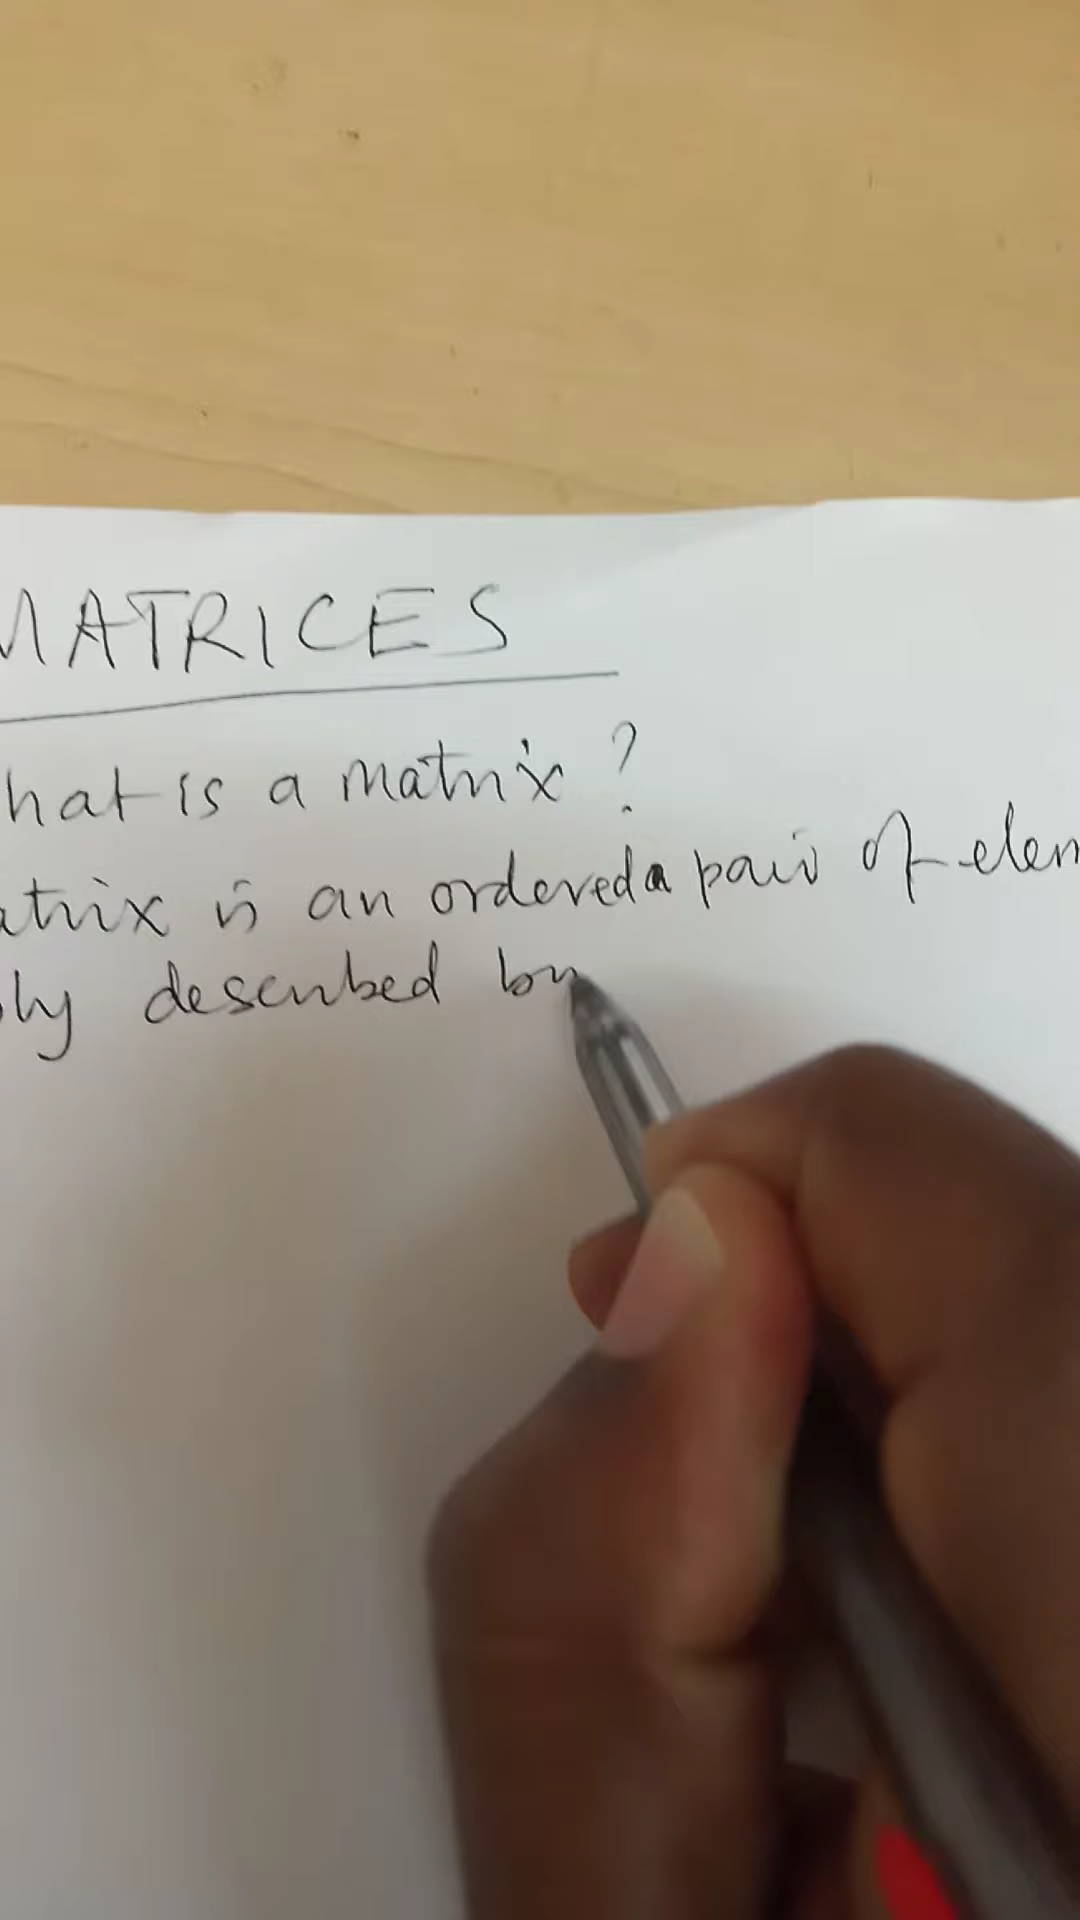 MATRICES
hat is a matrix ?
atrix is an ordered pair of elem
ly described by